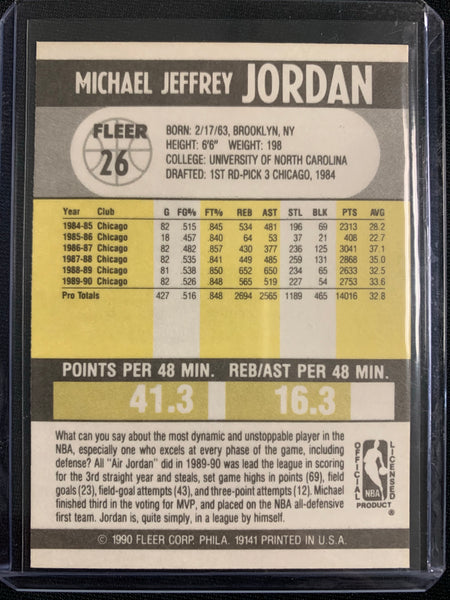 MICHAEL JEFFREY JORDAN
FLEER
26
BORN: 2/17/63, BROOKLYN, NY
HEIGHT: 6'6" WEIGHT: 198
COLLEGE: UNIVERSITY OF NORTH CAROLINA
DRAFTED: 1ST RD-PICK 3 CHICAGO, 1984
Year Club G FG% FT% REB AST STL BLK PTS AVG
1984-85 Chicago 82 .515 .845 534 481 196 69 2313 28.2
1985-86 Chicago 18 .457 .840 64 53 37 21 408 22.7
1986-87 Chicago 82 .482 .857 430 377 236 125 3041 37.1
1987-88 Chicago 82 .535 .841 449 485 259 131 2868 35.0
1988-89 Chicago 81 .538 .850 652 650 234 65 2633 32.5
1989-90 Chicago 82 .526 .848 565 519 227 54 2753 33.6
Pro Totals 427 .516 .848 2694 2565 1189 465 14016 32.8
POINTS PER 48 MIN. REB/AST PER 48 MIN.
41.3 16.3
What can you say about the most dynamic and unstoppable player in the
NBA, especially one who excels at every phase of the game, including
defense? All "Air Jordan" did in 1989-90 was lead the league in scoring
for the 3rd straight year and steals, set game highs in points (69), field
goals (23), field-goal attempts (43), and three-point attempts (12). Michael
finished third in the voting for MVP, and placed on the NBA all-defensive
first team. Jordan is, quite simply, in a league by himself.
OFFICIAL
LICENSED
NBA
PRODUCT ®
© 1990 FLEER CORP. PHILA. 19141 PRINTED IN U.S.A.